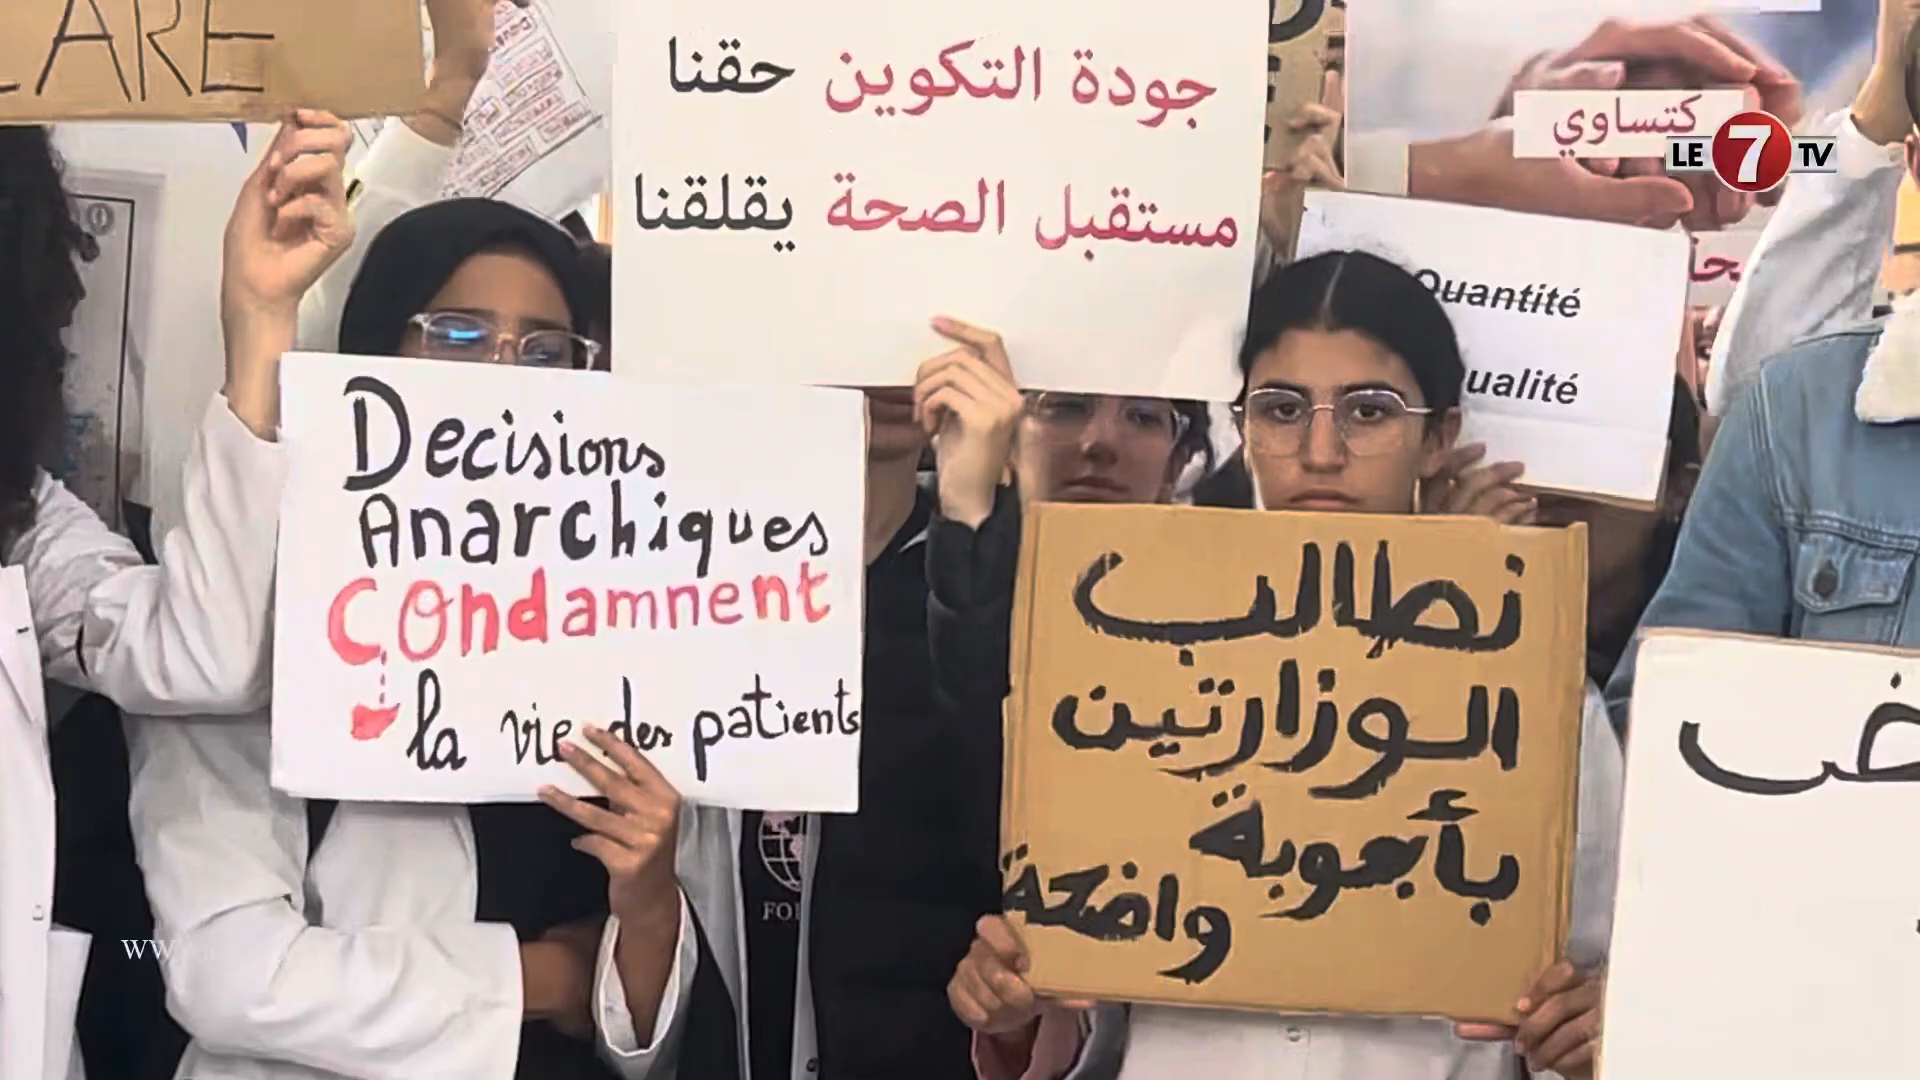 ARE
جودة التكوين حقنا
مستقبل الصحة يقلقنا
كتساوي
LE 7 TV
Quantité
ualité
Decisions
Anarchiques
Condamnent
la vie des patients
نطالب
الوزارتين
بأجوبة
واضحة